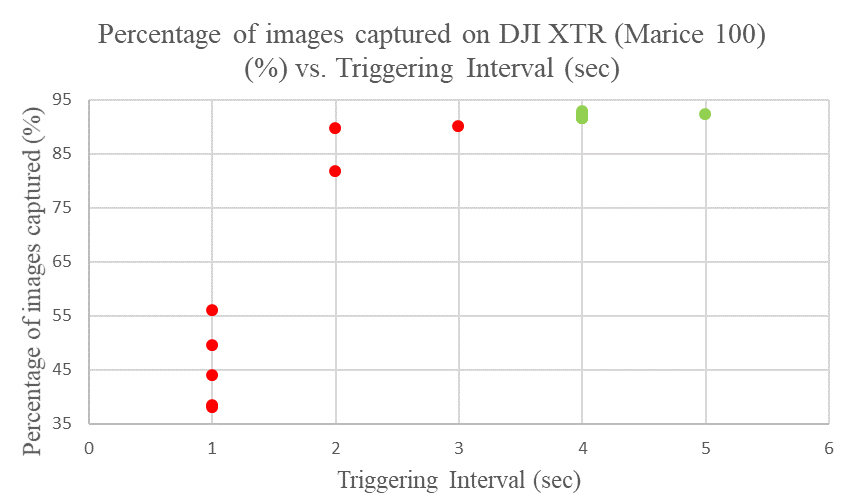 Percentage of images captured on DJI XTR (Marice 100)
(%) vs. Triggering Interval (sec)
Percentage of images captured (%)
95
85
75
65
55
45
35
0 1 2 3 4 5 6
Triggering Interval (sec)